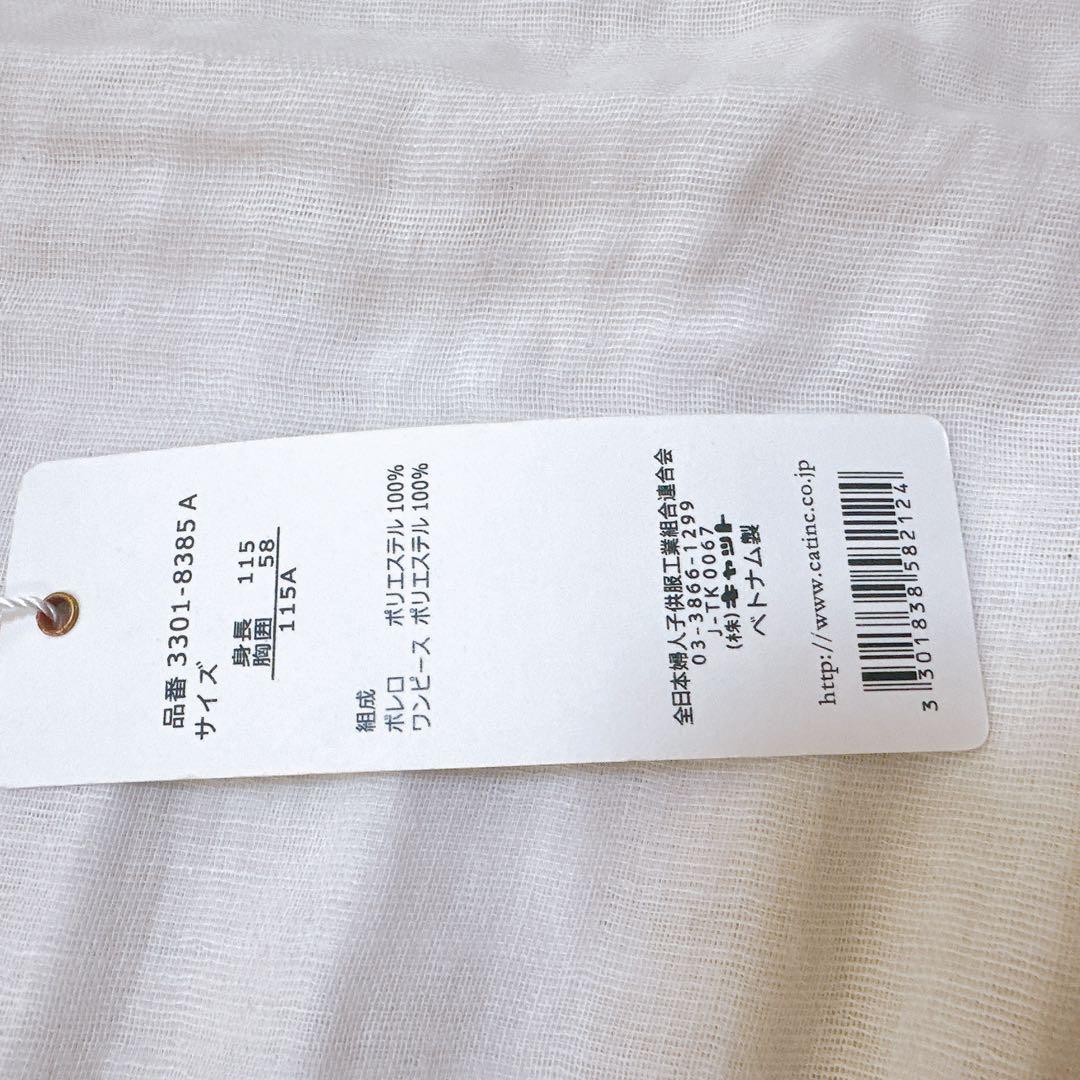 品番 3301-8385 A
サイズ
身長 115
胸囲 58
115A
組成
ボレロ ポリエステル 100%
ワンピース ポリエステル 100%
全日本婦人子供服工業組合連合会
03-3866-1299
J-TK0067
(株)キャット
ベトナム製
http://www.catinc.co.jp
3 301838 582124